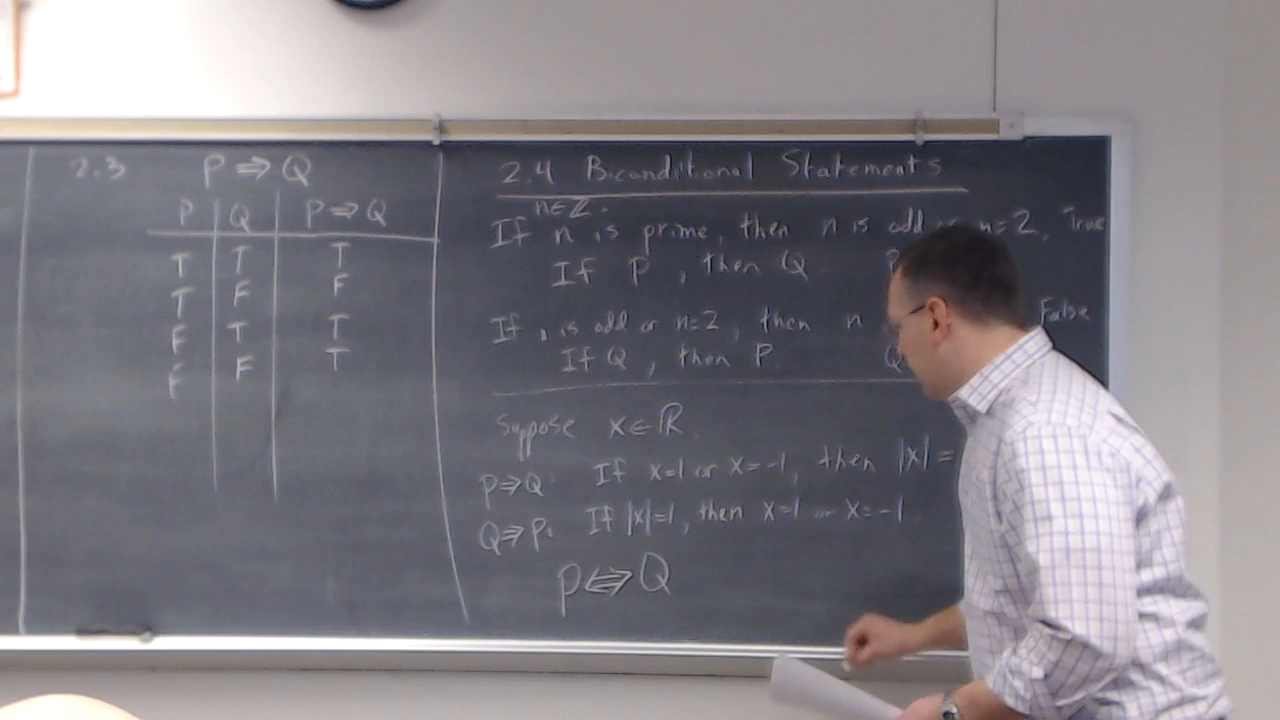 2.3 P ⇒ Q
P Q P ⇒ Q
T T T
T F F
F T T
F F T
2.4 Biconditional Statements
n∈ℤ.
If n is prime, then n is odd or n=2, True
If P, then Q
If n is odd or n=2, then n False
If Q, then P. Q
Suppose x∈ℝ.
P⇒Q: If x=1 or x=-1, then |x|=
Q⇒P: If |x|=1, then x=1 or x=-1.
P⇔Q